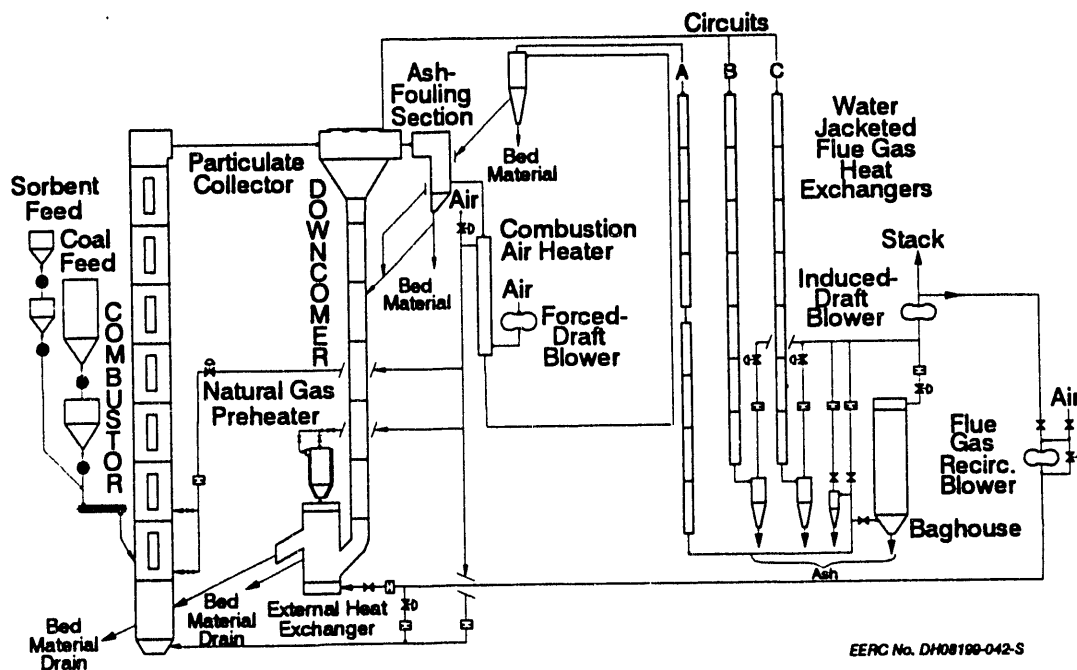 Circuits
A
B
C
Ash-
Fouling
Section
Water
Jacketed
Flue Gas
Heat
Exchangers
Bed
Material
Particulate
Collector
Sorbent
Feed
Coal
Feed
DOWNCOMER
Air
Combustion
Air Heater
Stack
Bed
Material
Air
Induced-
Draft
Blower
Forced-
Draft
Blower
COMBUSTOR
Natural Gas
Preheater
Air
Flue
Gas
Recirc.
Blower
Baghouse
Ash
Bed
Material
Drain
External Heat
Exchanger
Bed
Material
Drain
EERC No. DH08199-042-S